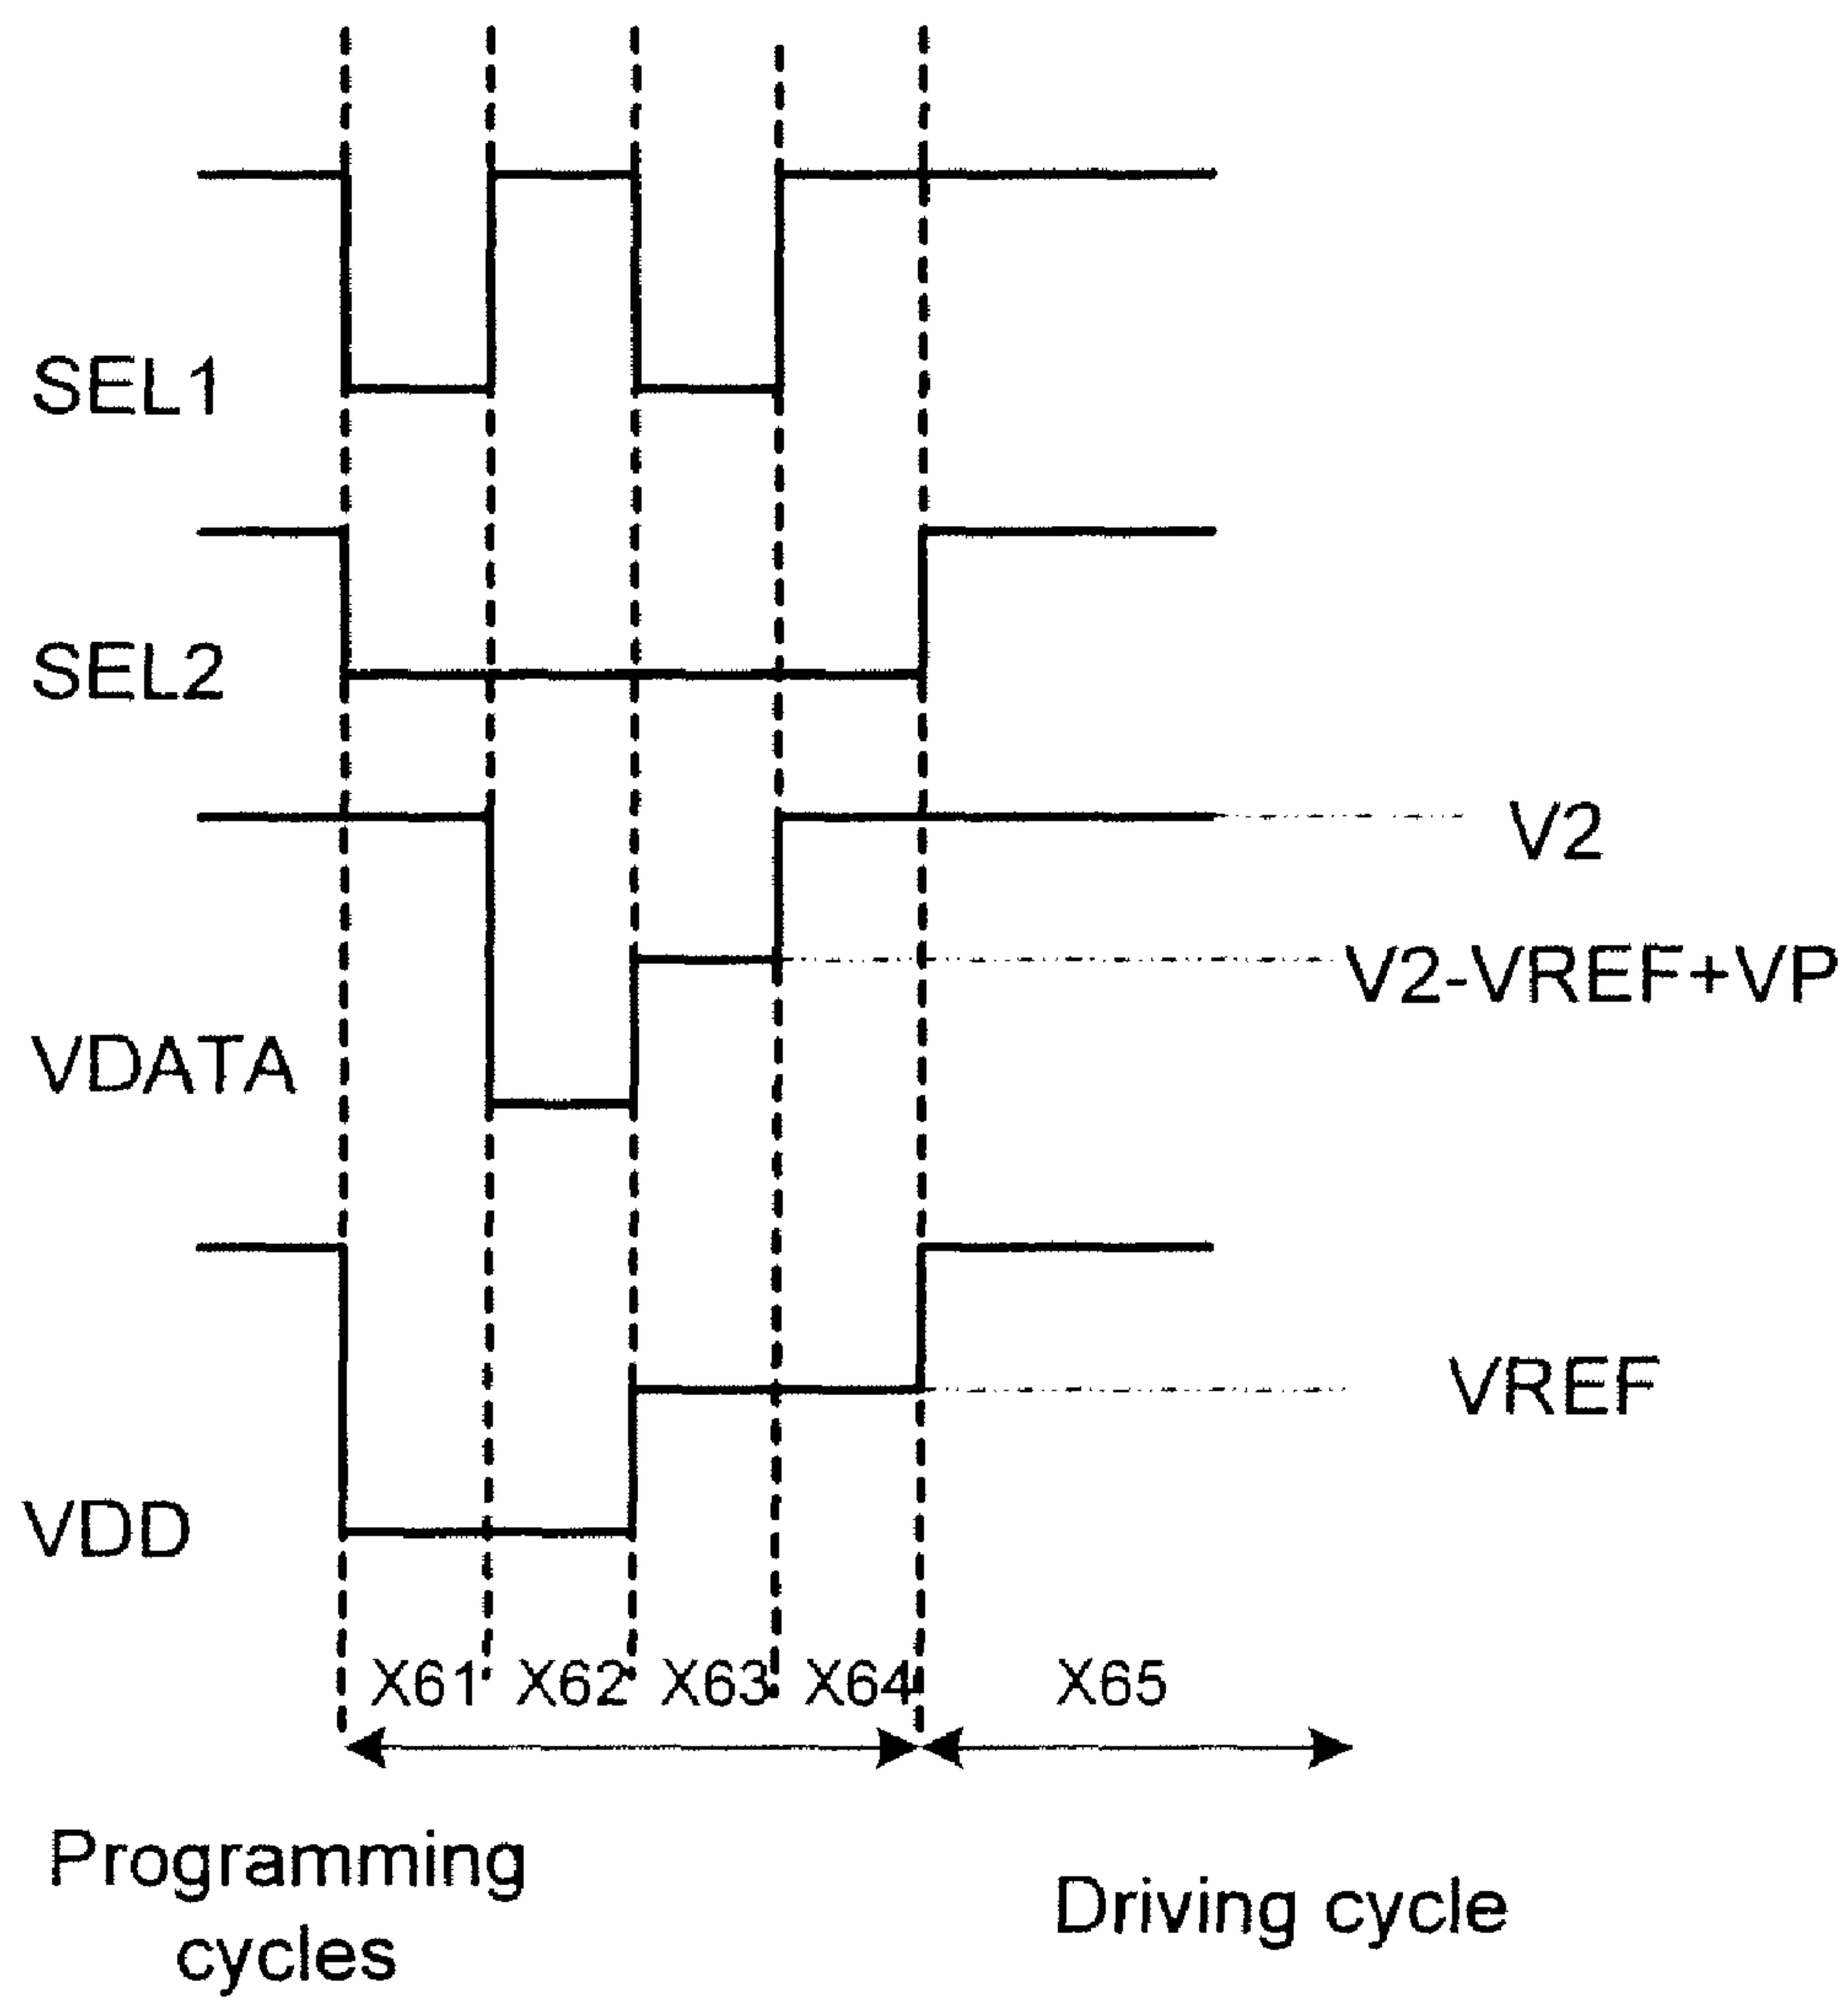 SEL1
SEL2
V2
V2-VREF+VP
VDATA
VREF
VDD
X61 X62 X63 X64 X65
Programming
cycles
Driving cycle